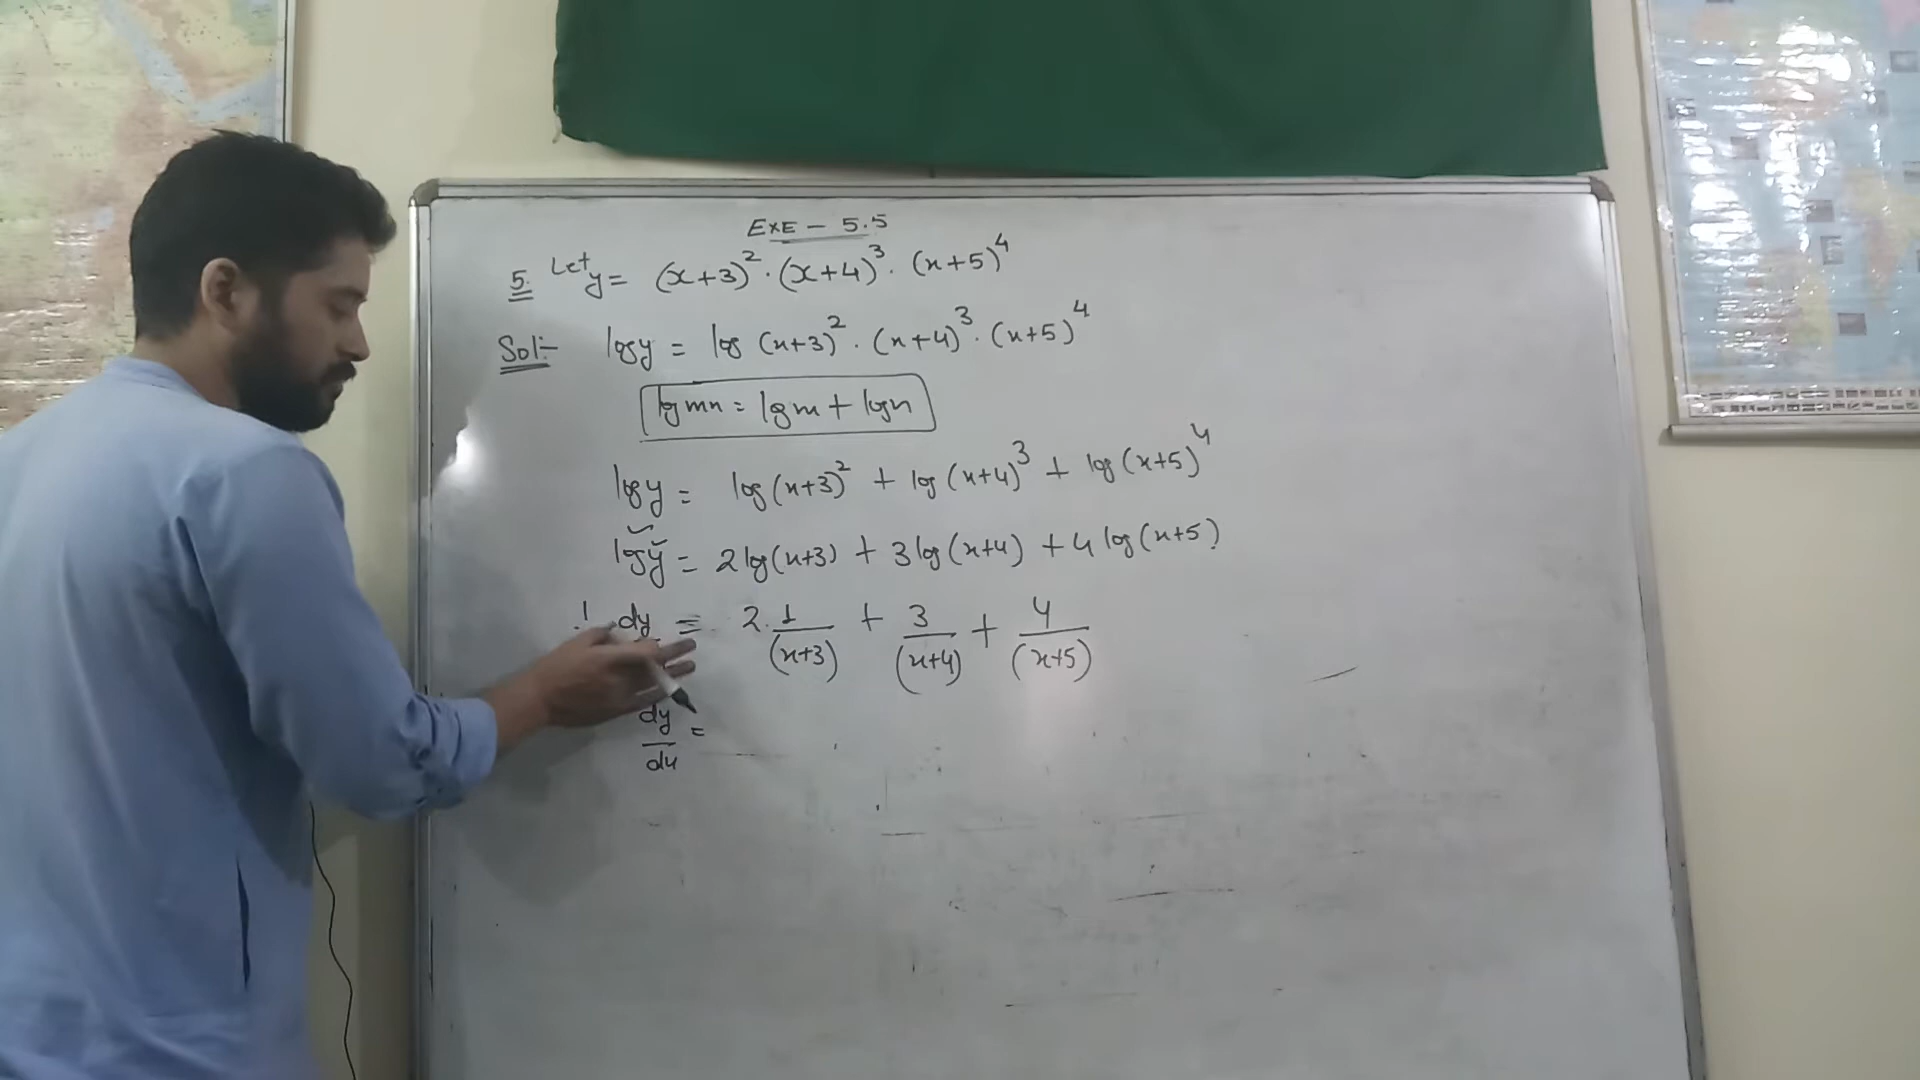 EXE - 5.5
5. Let y = (x+3)² · (x+4)³ · (x+5)⁴
Sol:- log y = log (x+3)² · (x+4)³ · (x+5)⁴
log mn = log m + log n
log y = log (x+3)² + log (x+4)³ + log (x+5)⁴
log y = 2 log (x+3) + 3 log (x+4) + 4 log (x+5)
dy = 2 · 1/(x+3) + 3/(x+4) + 4/(x+5)
dy/dx =